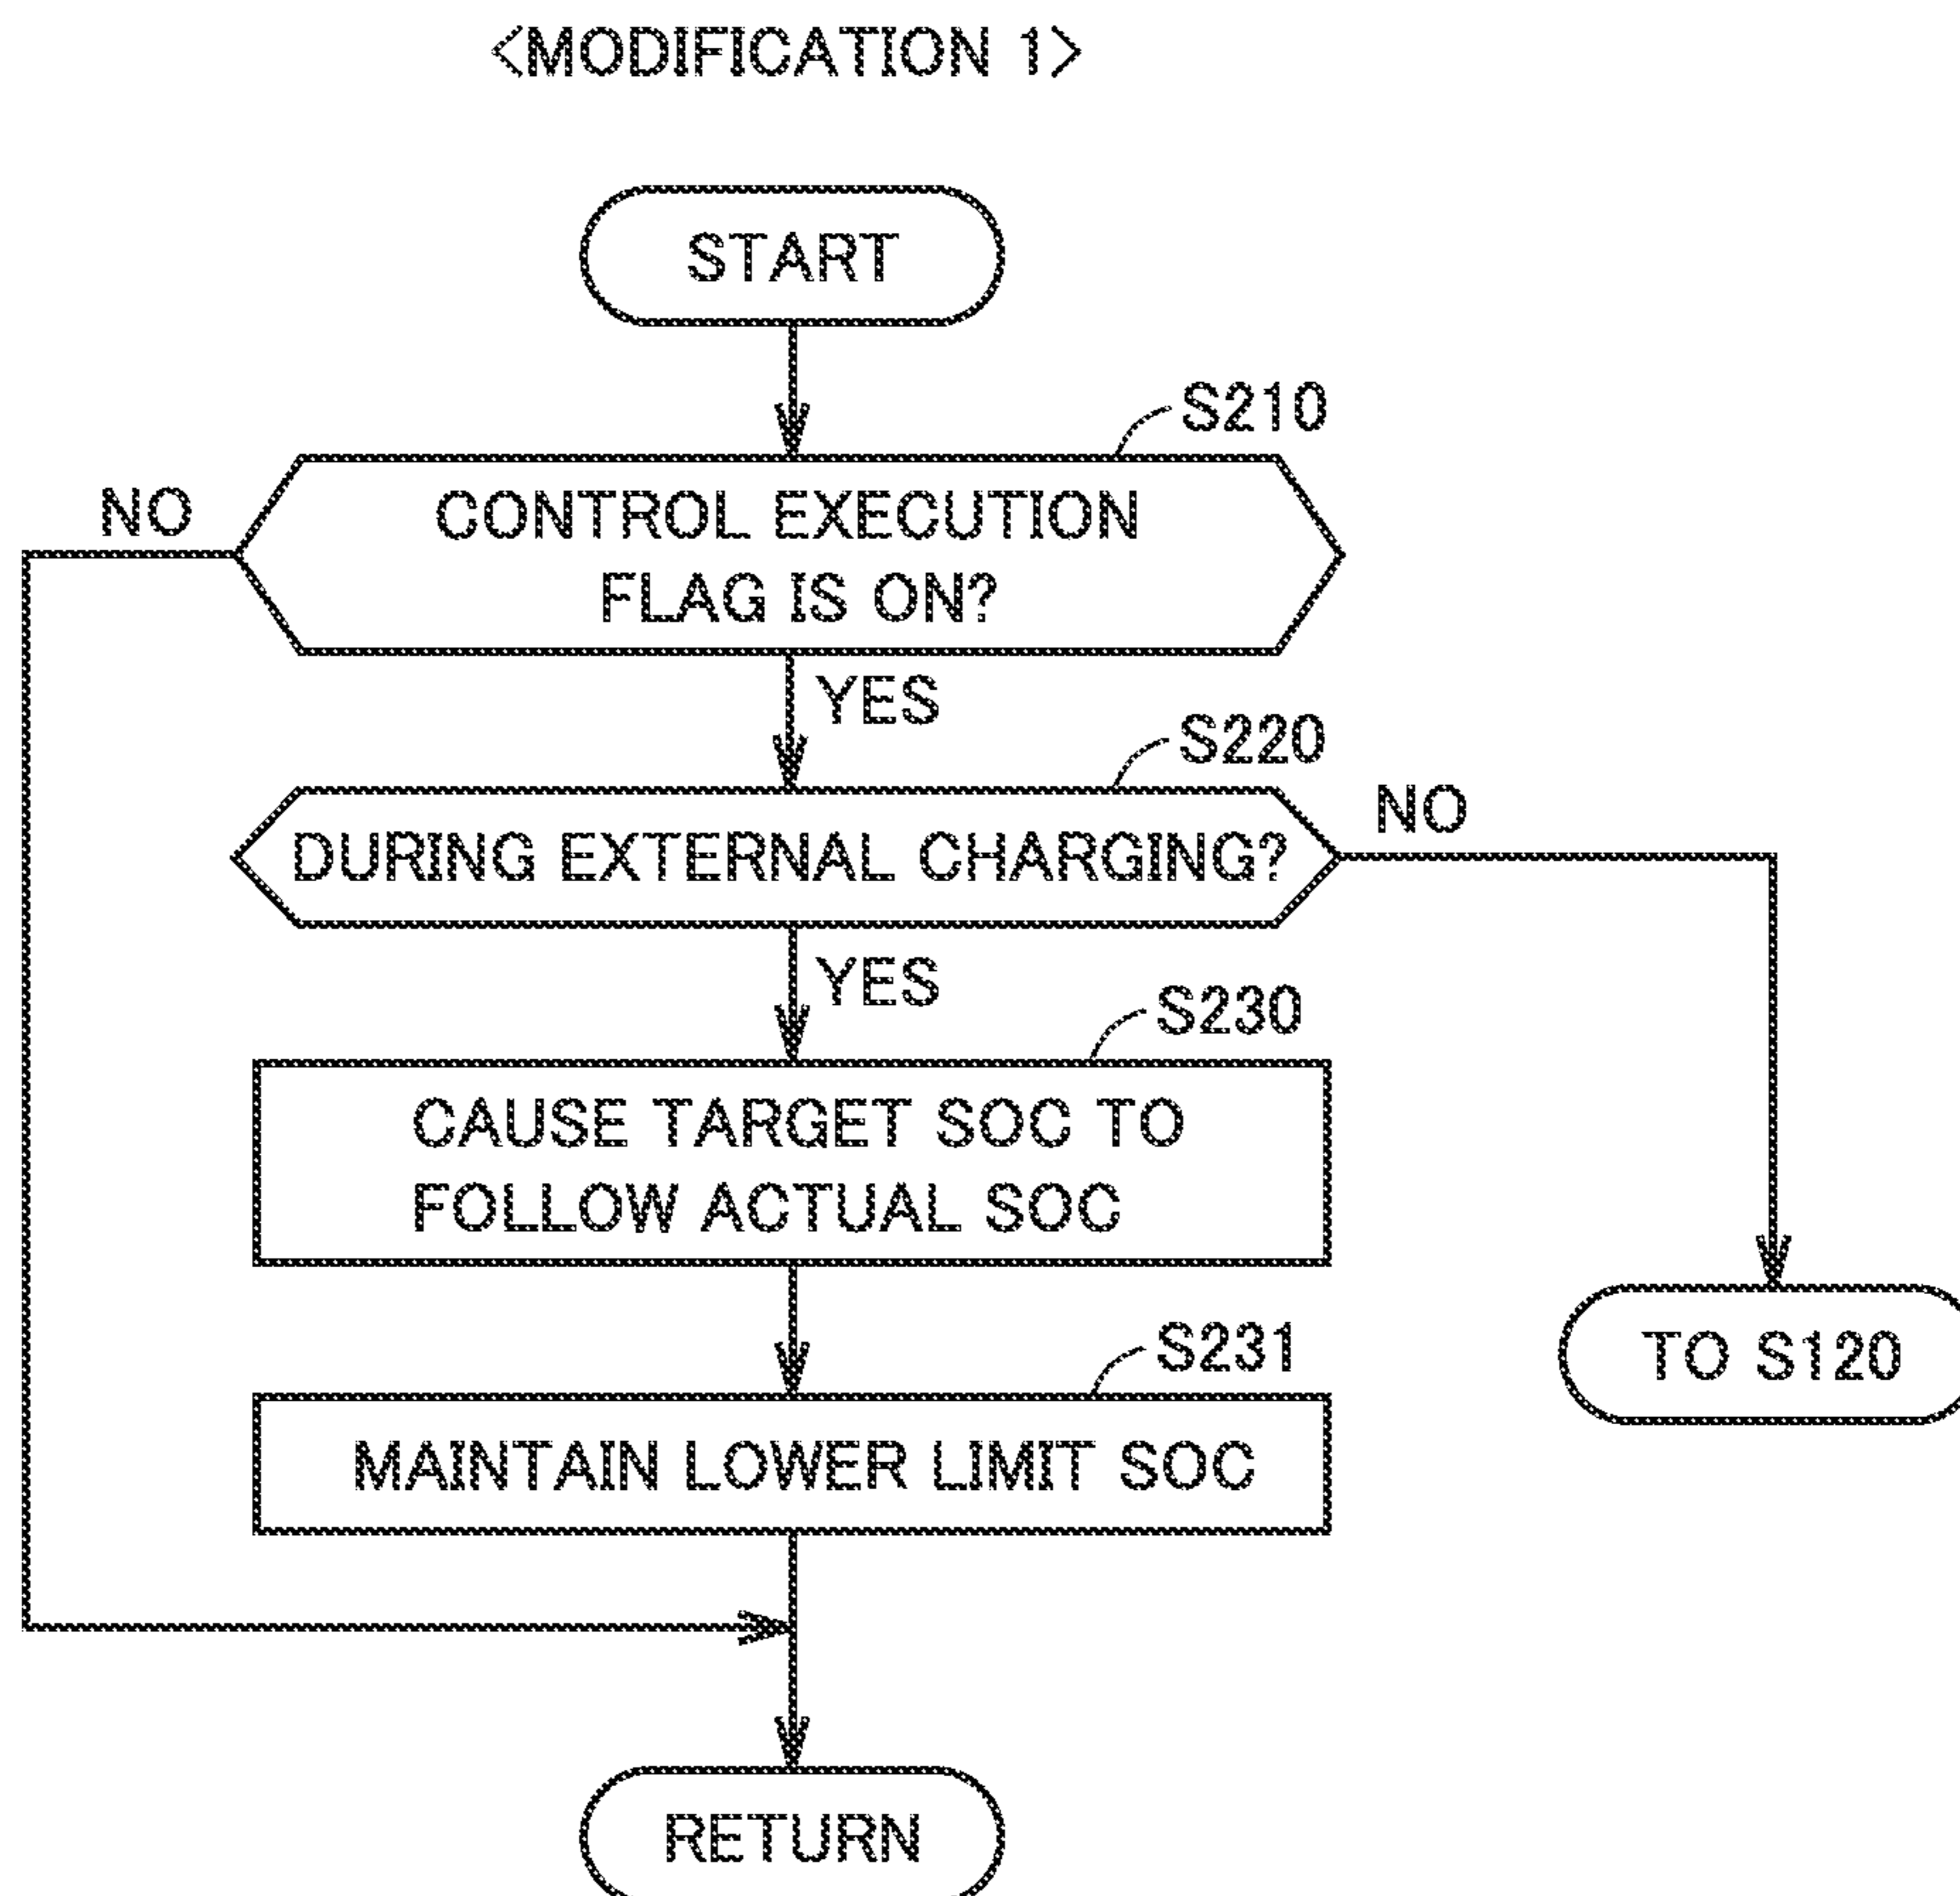 <MODIFICATION 1>
START
S210
NO
CONTROL EXECUTION
FLAG IS ON?
YES
S220
NO
DURING EXTERNAL CHARGING?
YES
S230
CAUSE TARGET SOC TO
FOLLOW ACTUAL SOC
S231
TO S120
MAINTAIN LOWER LIMIT SOC
RETURN